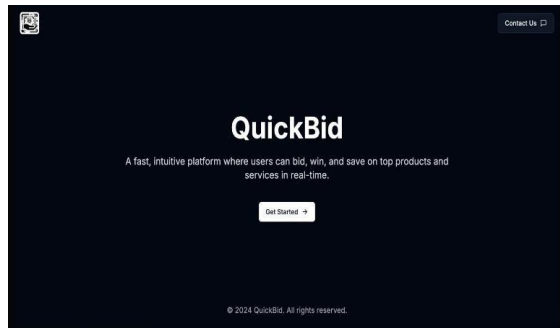 Contact Us
QuickBid
A fast, intuitive platform where users can bid, win, and save on top products and
services in real-time.
Get Started →
© 2024 QuickBid. All rights reserved.